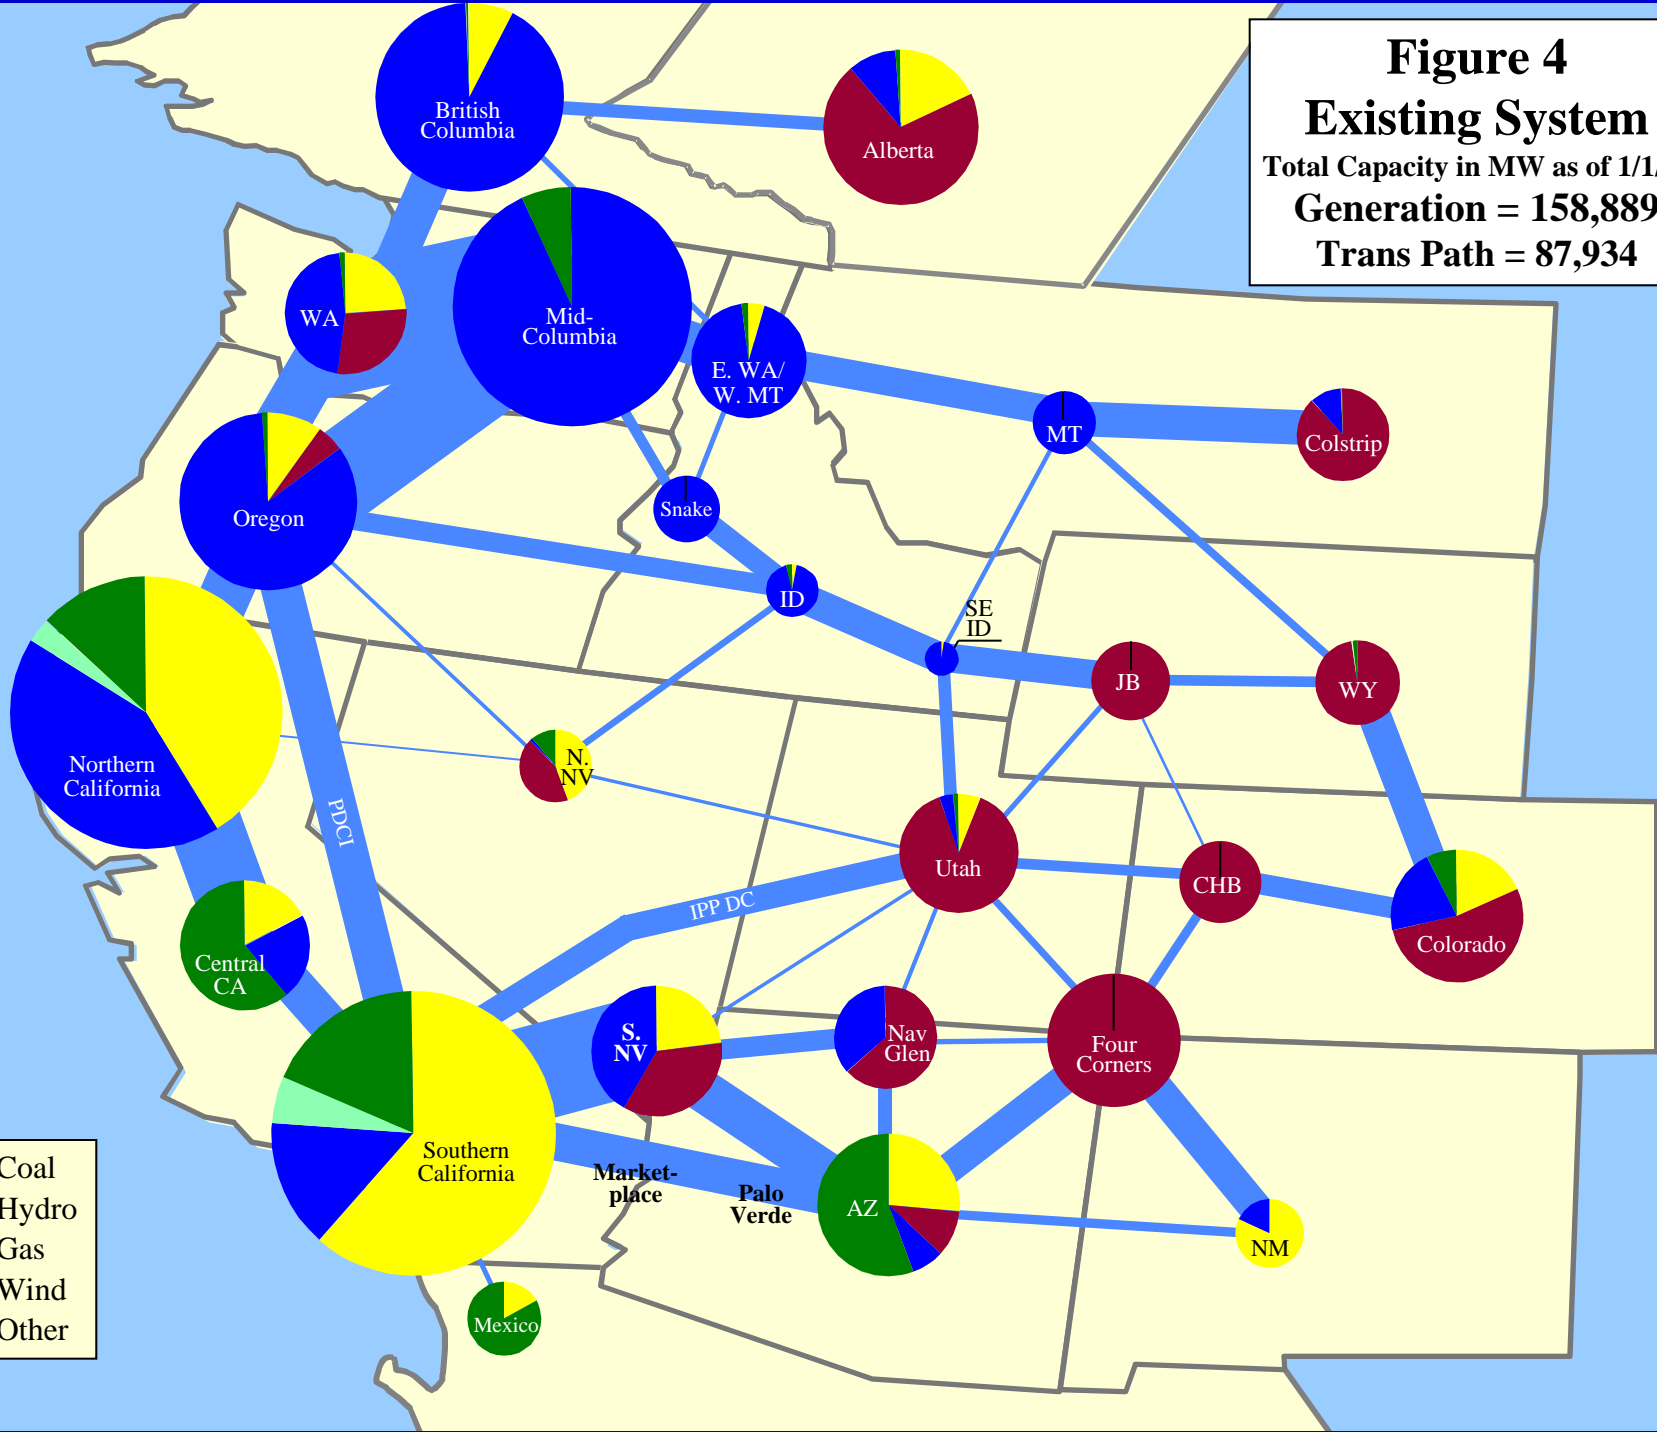 Figure 4
Existing System
Total Capacity in MW as of 1/1/
Generation = 158,889
Trans Path = 87,934
British
Columbia
Alberta
WA
Mid-
Columbia
E. WA/
W. MT
MT
Colstrip
Oregon
Snake
ID
SE
ID
JB
WY
Northern
California
N.
NV
PDCI
Utah
CHB
Colorado
IPP DC
Central
CA
S.
NV
Nav
Glen
Four
Corners
Southern
California
Market-
place
Palo
Verde
AZ
NM
Mexico
Coal
Hydro
Gas
Wind
Other